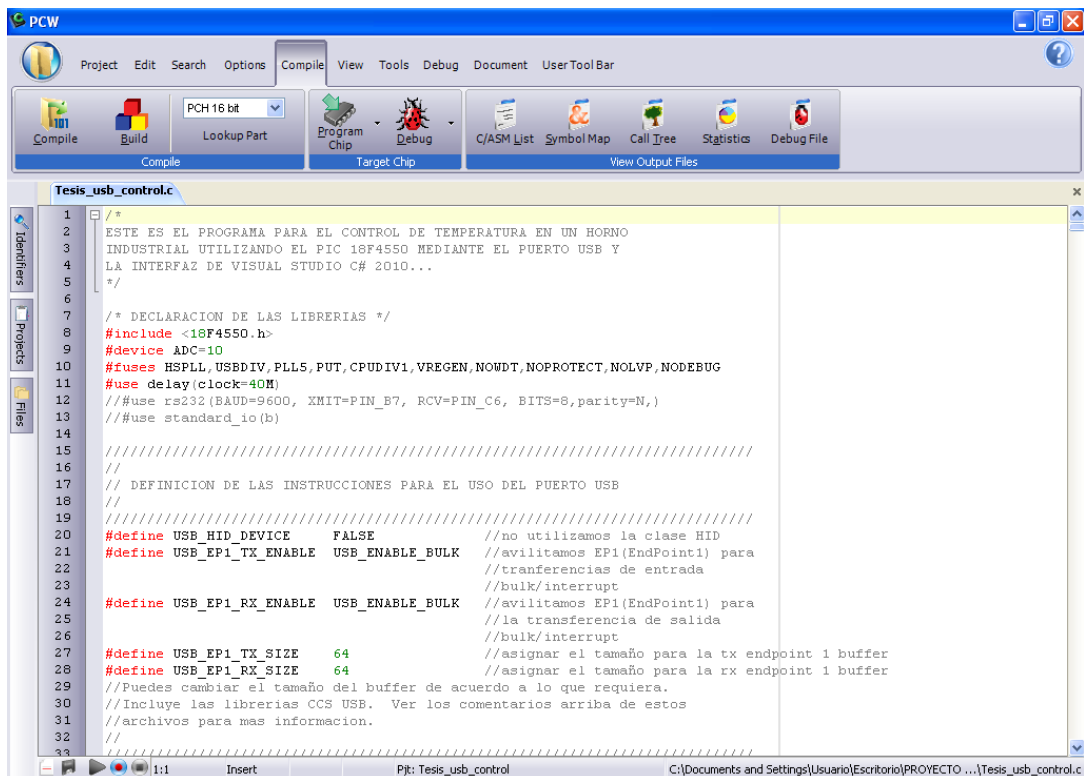 PCW
Project Edit Search Options Compile View Tools Debug Document User Tool Bar
PCH 16 bit
Compile Build Lookup Part Program Chip Debug C/ASM List Symbol Map Call Tree Statistics Debug File
Compile Target Chip View Output Files
Tesis_usb_control.c
Identifiers
Projects
Files
1 /*
2 ESTE ES EL PROGRAMA PARA EL CONTROL DE TEMPERATURA EN UN HORNO
3 INDUSTRIAL UTILIZANDO EL PIC 18F4550 MEDIANTE EL PUERTO USB Y
4 LA INTERFAZ DE VISUAL STUDIO C# 2010...
5 */
6
7 /* DECLARACION DE LAS LIBRERIAS */
8 #include <18F4550.h>
9 #device ADC=10
10 #fuses HSPLL,USBDIV,PLL5,PUT,CPUDIV1,VREGEN,NOWDT,NOPROTECT,NOLVP,NODEBUG
11 #use delay(clock=40M)
12 //#use rs232(BAUD=9600, XMIT=PIN_B7, RCV=PIN_C6, BITS=8,parity=N,)
13 //#use standard_io(b)
14
15 //////////////////////////////////////////////////////////////////////////////
16 //
17 // DEFINICION DE LAS INSTRUCCIONES PARA EL USO DEL PUERTO USB
18 //
19 //////////////////////////////////////////////////////////////////////////////
20 #define USB_HID_DEVICE FALSE //no utilizamos la clase HID
21 #define USB_EP1_TX_ENABLE USB_ENABLE_BULK //avilitamos EP1(EndPoint1) para
22 //tranferencias de entrada
23 //bulk/interrupt
24 #define USB_EP1_RX_ENABLE USB_ENABLE_BULK //avilitamos EP1(EndPoint1) para
25 //la transferencia de salida
26 //bulk/interrupt
27 #define USB_EP1_TX_SIZE 64 //asignar el tamaño para la tx endpoint 1 buffer
28 #define USB_EP1_RX_SIZE 64 //asignar el tamaño para la rx endpoint 1 buffer
29 //Puedes cambiar el tamaño del buffer de acuerdo a lo que requiera.
30 //Incluye las librerias CCS USB. Ver los comentarios arriba de estos
31 //archivos para mas informacion.
32 //
33 //////////////////////////////////////////////////////////////////////////////
1:1 Insert Pjt: Tesis_usb_control C:\Documents and Settings\Usuario\Escritorio\PROYECTO ...\Tesis_usb_control.c